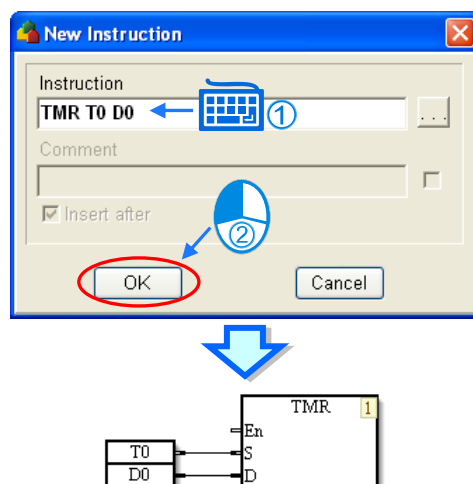 New Instruction
Instruction
TMR T0 D0
①
...
Comment
Insert after
②
OK Cancel
TMR 1
En
T0 S
D0 D